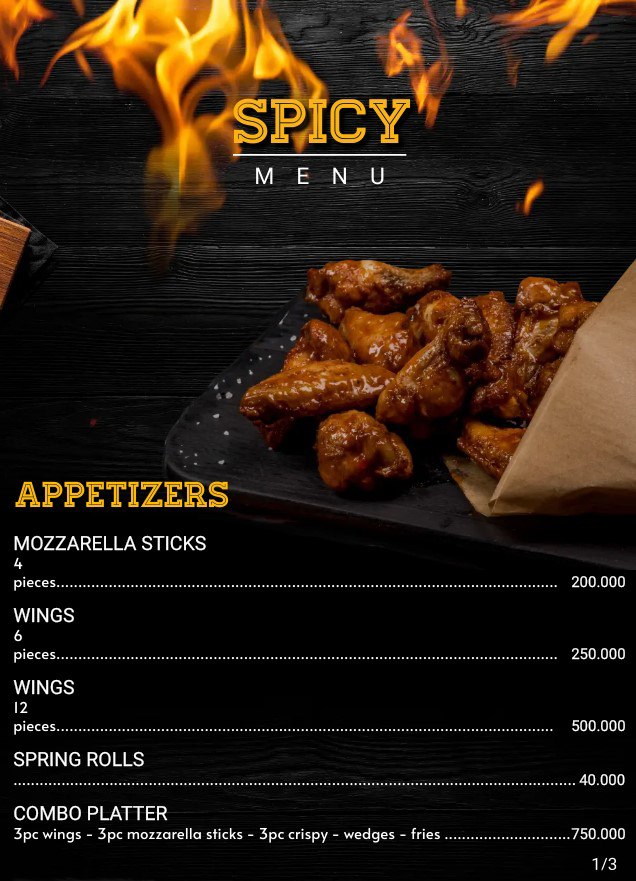 SPICY
MENU
APPETIZERS
MOZZARELLA STICKS
4
pieces................................................................................................................ 200.000
WINGS
6
pieces................................................................................................................ 250.000
WINGS
12
pieces............................................................................................................... 500.000
SPRING ROLLS
............................................................................................................................. 40.000
COMBO PLATTER
3pc wings - 3pc mozzarella sticks - 3pc crispy - wedges - fries ............................750.000
1/3